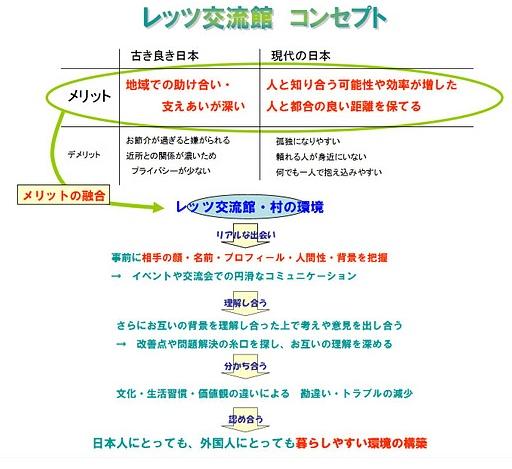 レッツ交流館　コンセプト
古き良き日本　現代の日本
メリット
地域での助け合い・
支えあいが深い
人と知り合う可能性や効率が増した
人と都合の良い距離を保てる
デメリット
お節介が過ぎると嫌がられる
近所との関係が濃いため
プライバシーが少ない
孤独になりやすい
頼れる人が身近にいない
何でも一人で抱え込みやすい
メリットの融合
レッツ交流館・村の環境
リアルな出会い
事前に相手の顔・名前・プロフィール・人間性・背景を把握
→　イベントや交流会での円滑なコミュニケーション
理解し合う
さらにお互いの背景を理解し合った上で考えや意見を出し合う
→　改善点や問題解決の糸口を探し、お互いの理解を深める
分かち合う
文化・生活習慣・価値観の違いによる　勘違い・トラブルの減少
認め合う
日本人にとっても、外国人にとっても暮らしやすい環境の構築